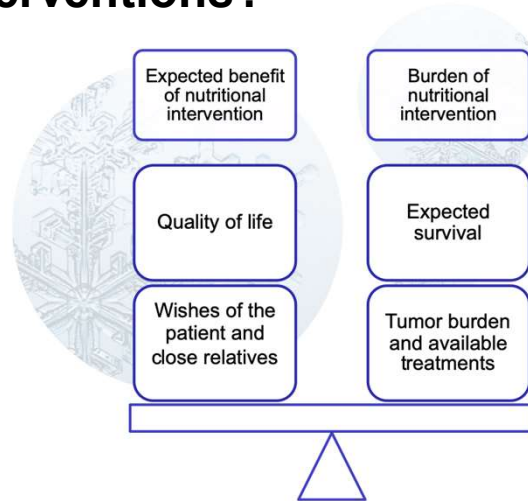 Expected benefit
of nutritional
intervention
Burden of
nutritional
intervention
Quality of life
Expected
survival
Wishes of the
patient and
close relatives
Tumor burden
and available
treatments